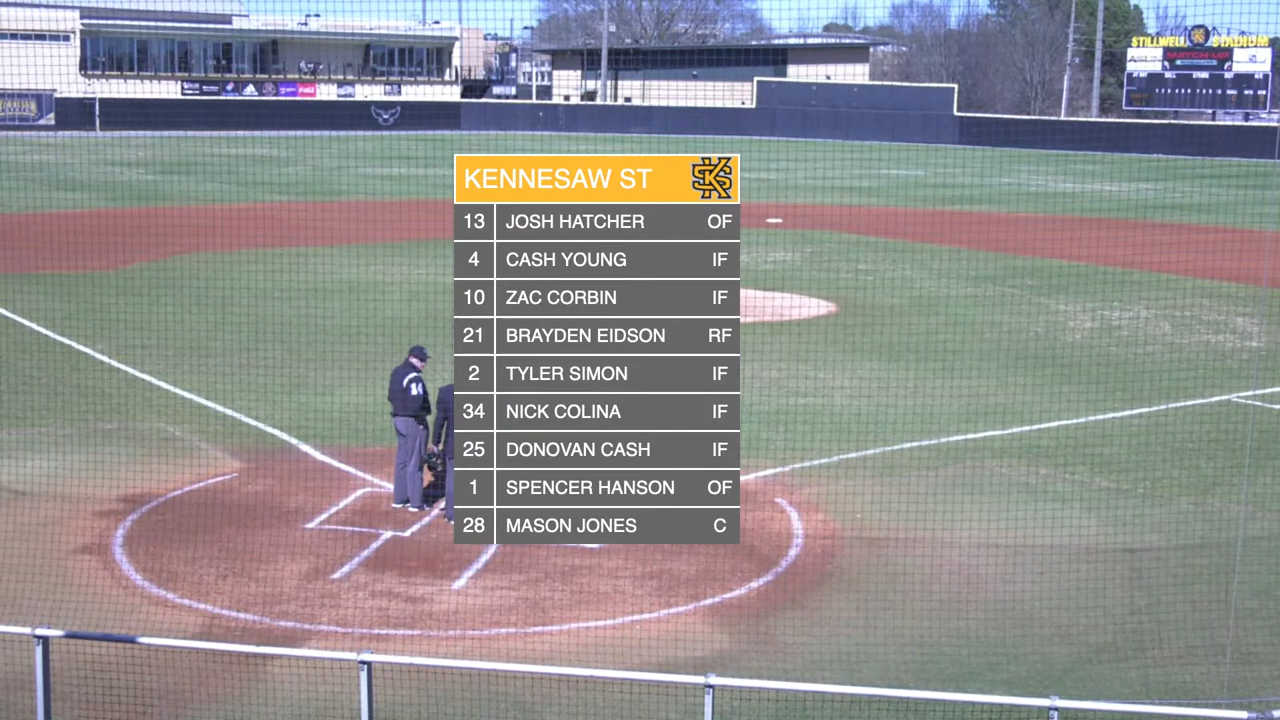 STILLWELL STADIUM
MATCH-UP
KENNESAW ST
13 JOSH HATCHER OF
4 CASH YOUNG IF
10 ZAC CORBIN IF
21 BRAYDEN EIDSON RF
2 TYLER SIMON IF
34 NICK COLINA IF
25 DONOVAN CASH IF
1 SPENCER HANSON OF
28 MASON JONES C
14